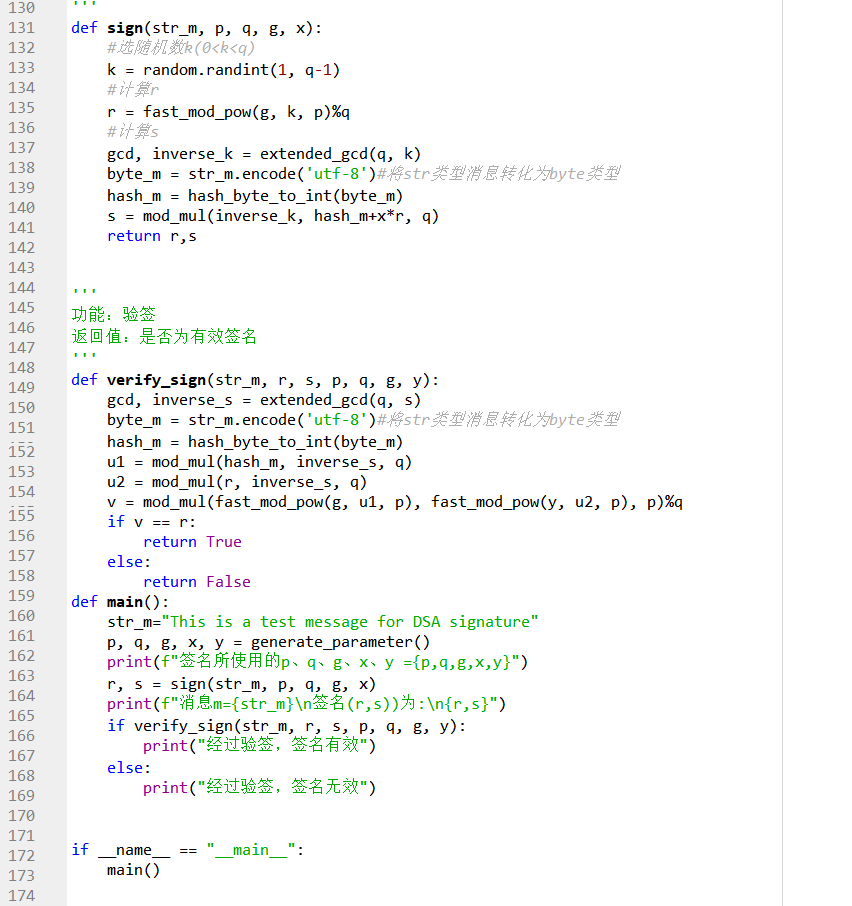 130 '''
131 def sign(str_m, p, q, g, x):
132 #选随机数k(0<k<q)
133 k = random.randint(1, q-1)
134 #计算r
135 r = fast_mod_pow(g, k, p)%q
136 #计算s
137 gcd, inverse_k = extended_gcd(q, k)
138 byte_m = str_m.encode('utf-8')#将str类型消息转化为byte类型
139 hash_m = hash_byte_to_int(byte_m)
140 s = mod_mul(inverse_k, hash_m+x*r, q)
141 return r,s
142
143
144 '''
145 功能：验签
146 返回值：是否为有效签名
147 '''
148 def verify_sign(str_m, r, s, p, q, g, y):
149 gcd, inverse_s = extended_gcd(q, s)
150 byte_m = str_m.encode('utf-8')#将str类型消息转化为byte类型
151 hash_m = hash_byte_to_int(byte_m)
152 u1 = mod_mul(hash_m, inverse_s, q)
153 u2 = mod_mul(r, inverse_s, q)
154 v = mod_mul(fast_mod_pow(g, u1, p), fast_mod_pow(y, u2, p), p)%q
155 if v == r:
156 return True
157 else:
158 return False
159 def main():
160 str_m="This is a test message for DSA signature"
161 p, q, g, x, y = generate_parameter()
162 print(f"签名所使用的p、q、g、x、y ={p,q,g,x,y}")
163 r, s = sign(str_m, p, q, g, x)
164 print(f"消息m={str_m}\n签名(r,s))为:\n{r,s}")
165 if verify_sign(str_m, r, s, p, q, g, y):
166 print("经过验签，签名有效")
167 else:
168 print("经过验签，签名无效")
169
170
171 if __name__ == "__main__":
172 main()
173
174